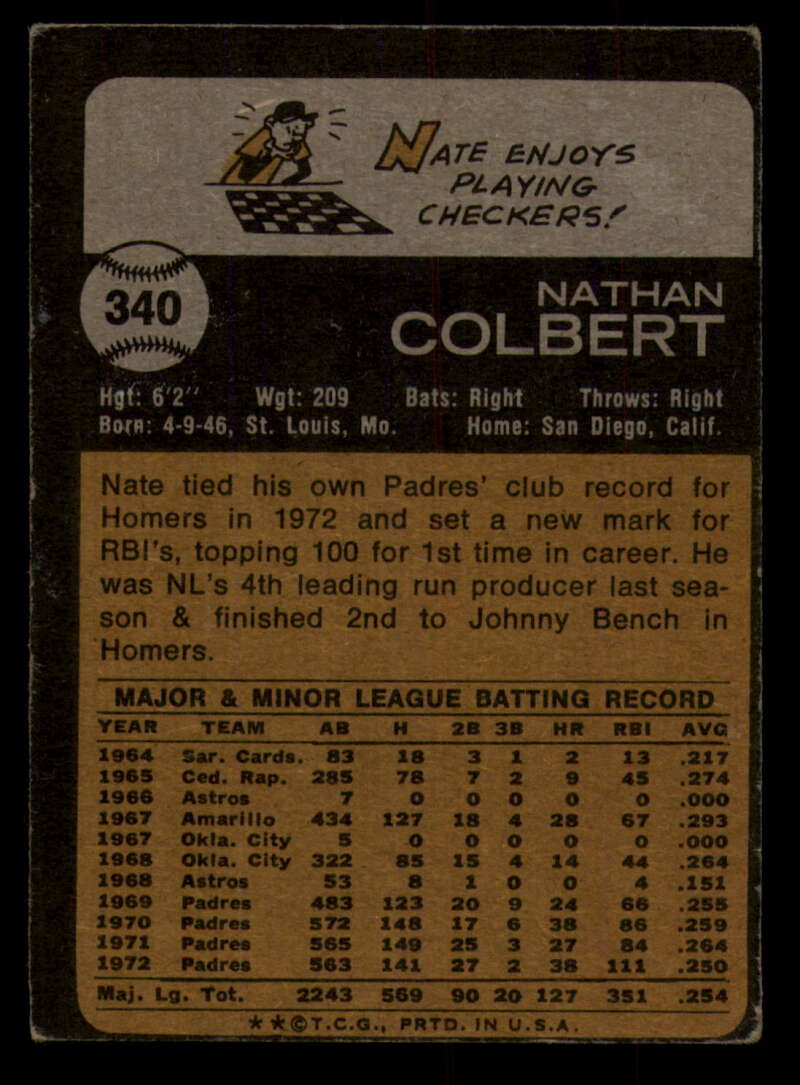 NATE ENJOYS
PLAYING
CHECKERS!
340
NATHAN
COLBERT
Hgt: 6'2" Wgt: 209 Bats: Right Throws: Right
Born: 4-9-46, St. Louis, Mo. Home: San Diego, Calif.
Nate tied his own Padres' club record for
Homers in 1972 and set a new mark for
RBI's, topping 100 for 1st time in career. He
was NL's 4th leading run producer last sea-
son & finished 2nd to Johnny Bench in
Homers.
MAJOR & MINOR LEAGUE BATTING RECORD
YEAR TEAM AB H 2B 3B HR RBI AVG
1964 Sar. Cards. 83 18 3 1 2 13 .217
1965 Ced. Rap. 285 78 7 2 9 45 .274
1966 Astros 7 0 0 0 0 0 .000
1967 Amarillo 434 127 18 4 28 67 .293
1967 Okla. City 5 0 0 0 0 0 .000
1968 Okla. City 322 85 15 4 14 44 .264
1968 Astros 53 8 1 0 0 4 .151
1969 Padres 483 123 20 9 24 66 .255
1970 Padres 572 148 17 6 38 86 .259
1971 Padres 565 149 25 3 27 84 .264
1972 Padres 563 141 27 2 38 111 .250
Maj. Lg. Tot. 2243 569 90 20 127 351 .254
★★©T.C.G., PRTD. IN U.S.A.